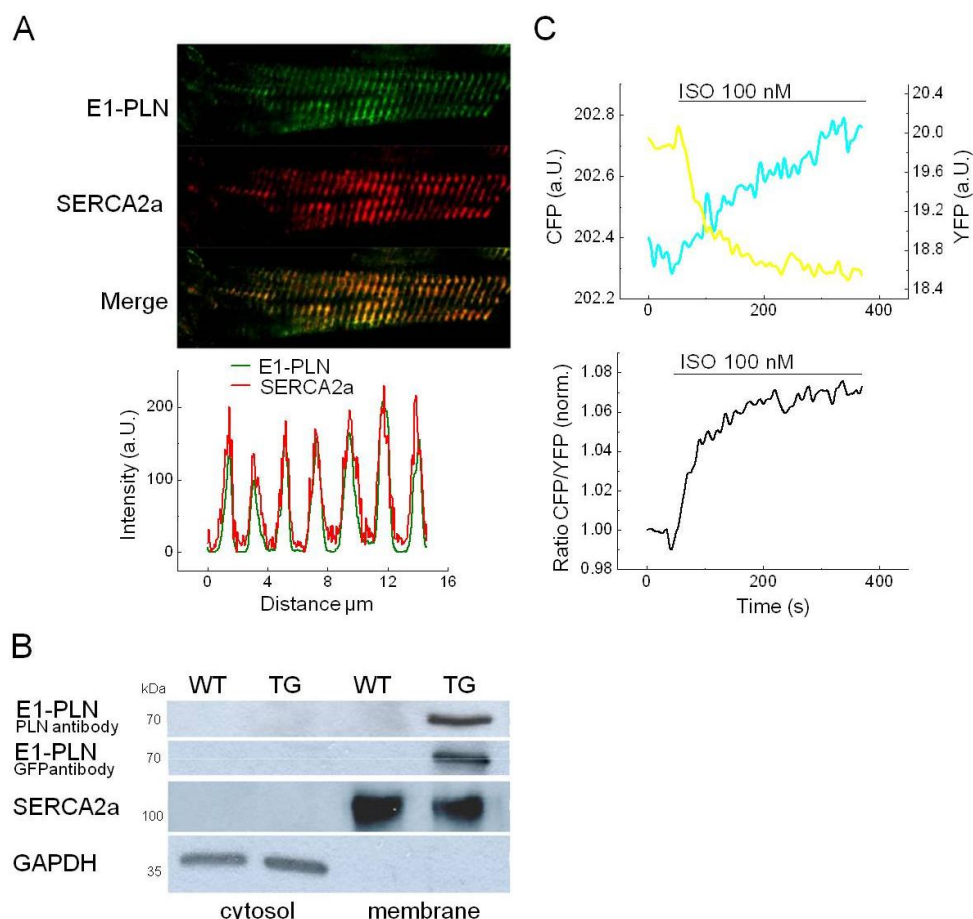 A
E1-PLN
SERCA2a
Merge
E1-PLN
SERCA2a
Intensity (a.U.)
200
100
0
0 4 8 12 16
Distance µm
B
kDa WT TG WT TG
E1-PLN
PLN antibody
70
E1-PLN
GFPantibody
70
SERCA2a
100
GAPDH
35
cytosol membrane
C
ISO 100 nM
CFP (a.U.)
202.8
202.6
202.4
202.2
YFP (a.U.)
20.4
20.0
19.6
19.2
18.8
18.4
0 200 400
ISO 100 nM
Ratio CFP/YFP (norm.)
1.08
1.06
1.04
1.02
1.00
0.98
0 200 400
Time (s)